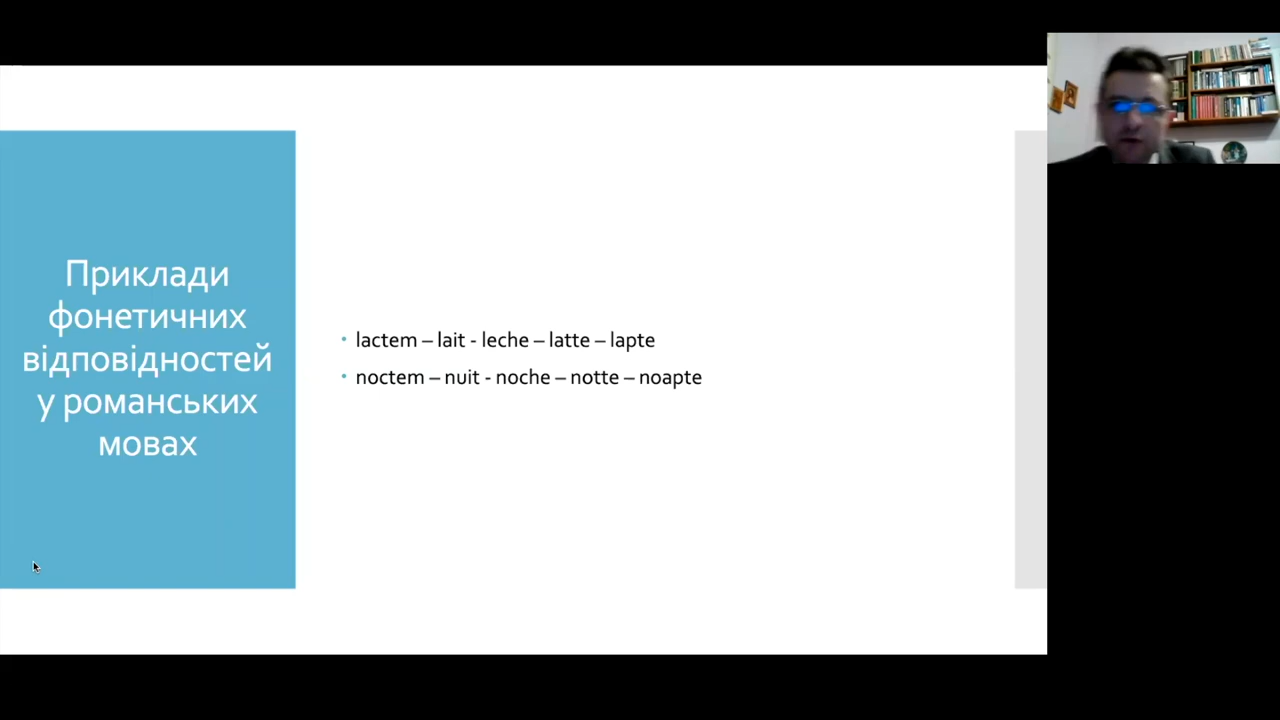 Приклади
фонетичних
відповідностей
у романських
мовах
• lactem – lait - leche – latte – lapte
• noctem – nuit - noche – notte – noapte